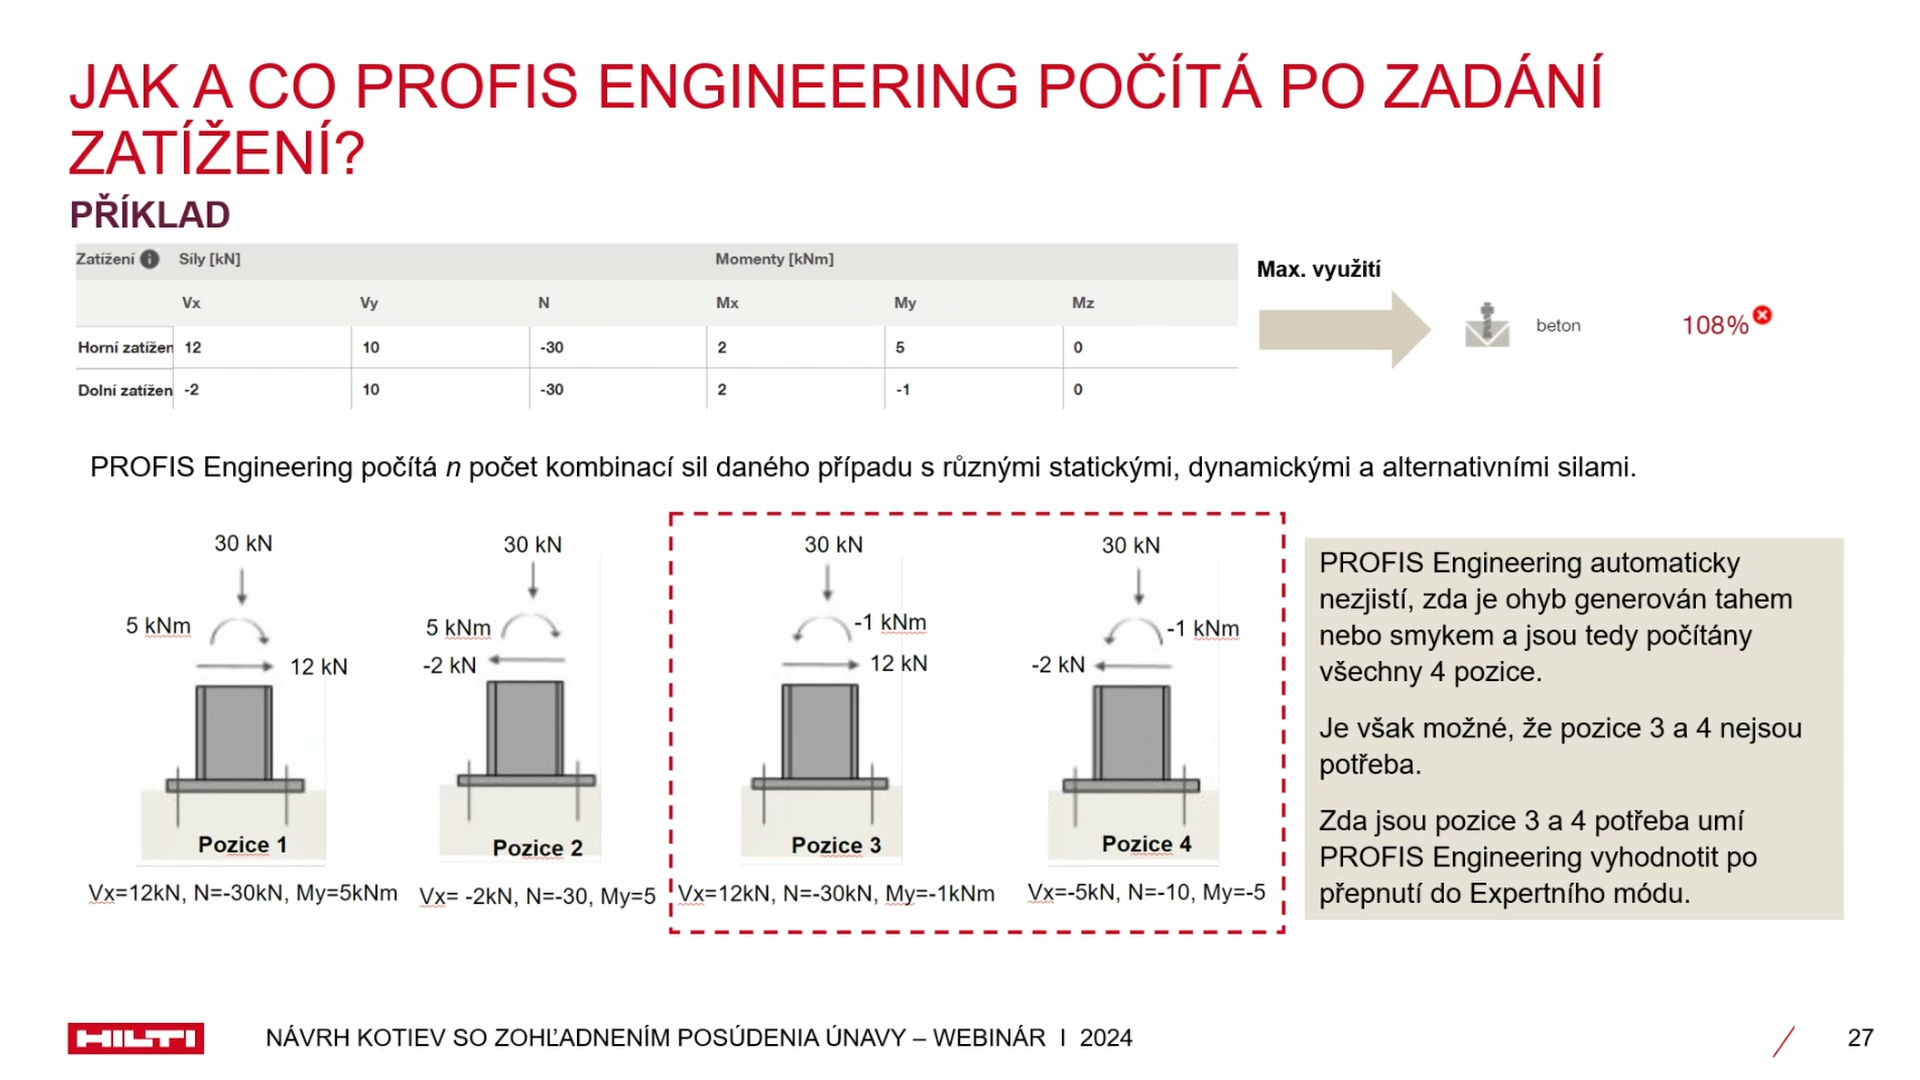 JAK A CO PROFIS ENGINEERING POČÍTÁ PO ZADÁNÍ
ZATÍŽENÍ?
PŘÍKLAD
Zatížení Síly [kN] Momenty [kNm]
Vx Vy N Mx My Mz
Horní zatížen 12 10 -30 2 5 0
Dolní zatížen -2 10 -30 2 -1 0
Max. využití
beton 108%
PROFIS Engineering počítá n počet kombinací sil daného případu s různými statickými, dynamickými a alternativními silami.
30 kN 30 kN 30 kN 30 kN
5 kNm 5 kNm -1 kNm -1 kNm
12 kN -2 kN 12 kN -2 kN
Pozice 1 Pozice 2 Pozice 3 Pozice 4
Vx=12kN, N=-30kN, My=5kNm Vx= -2kN, N=-30, My=5 Vx=12kN, N=-30kN, My=-1kNm Vx=-5kN, N=-10, My=-5
PROFIS Engineering automaticky
nezjistí, zda je ohyb generován tahem
nebo smykem a jsou tedy počítány
všechny 4 pozice.
Je však možné, že pozice 3 a 4 nejsou
potřeba.
Zda jsou pozice 3 a 4 potřeba umí
PROFIS Engineering vyhodnotit po
přepnutí do Expertního módu.
HILTI
NÁVRH KOTIEV SO ZOHĽADNENÍM POSÚDENIA ÚNAVY – WEBINÁR I 2024
27